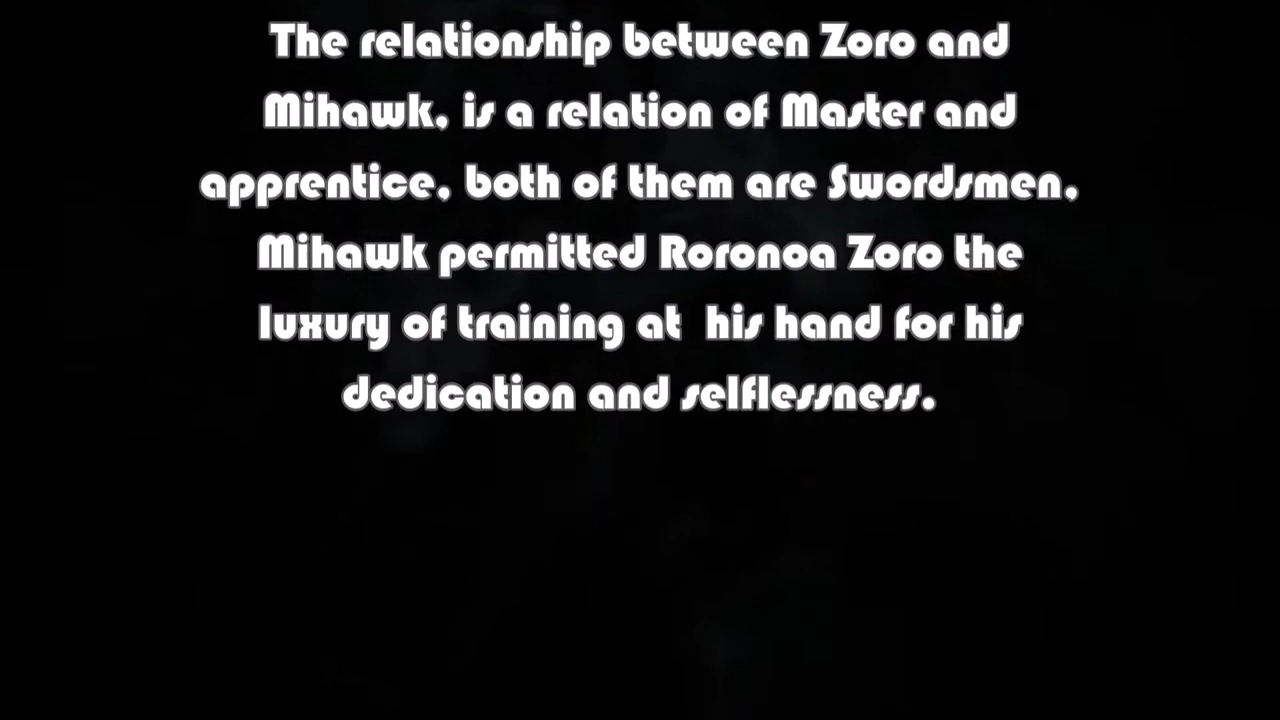 The relationship between Zoro and
Mihawk, is a relation of Master and
apprentice, both of them are Swordsmen,
Mihawk permitted Roronoa Zoro the
luxury of training at  his hand for his
dedication and selflessness.